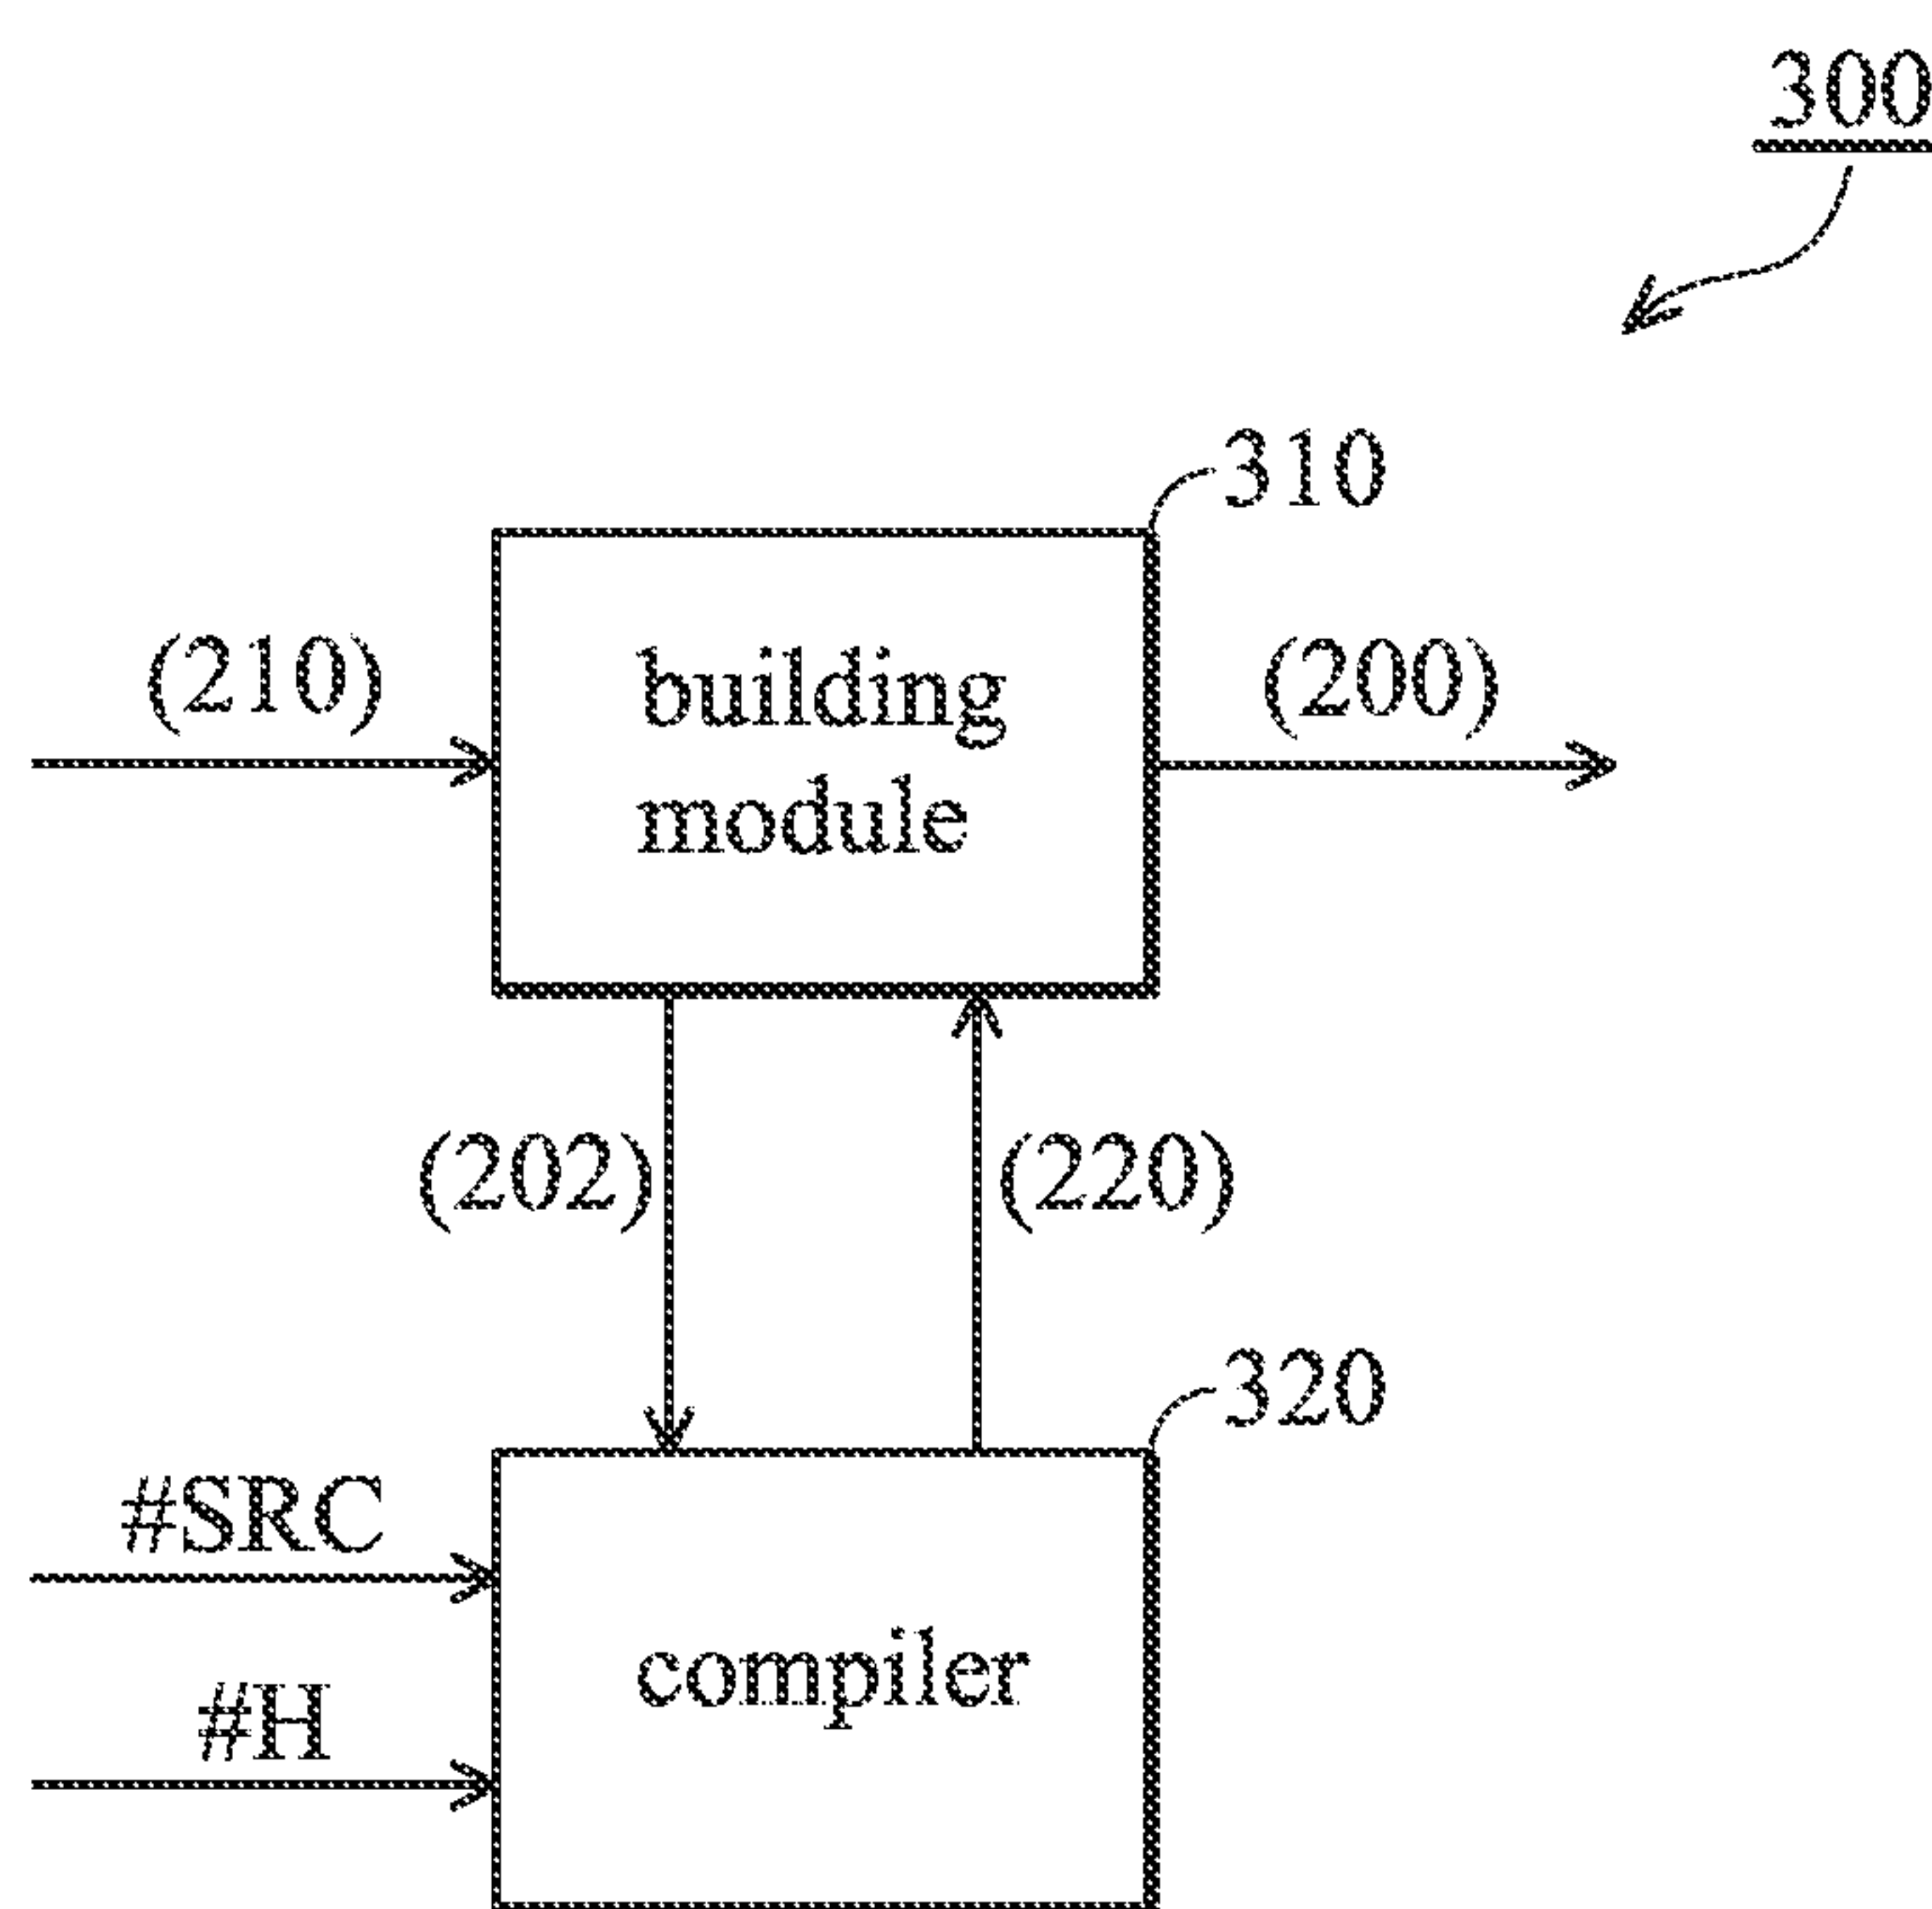 300
310
(210)
building
module
(200)
(202)
(220)
320
#SRC
compiler
#H